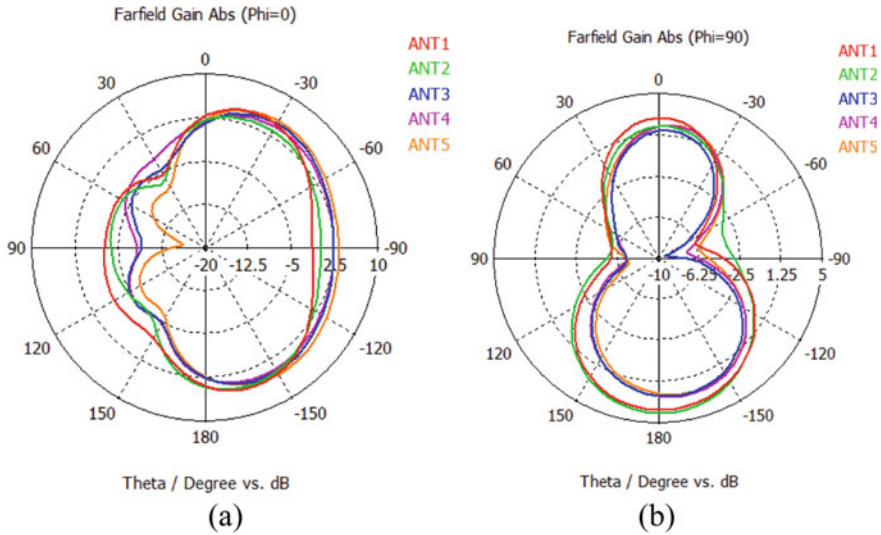 Farfield Gain Abs (Phi=0)
0
30
-30
60
-60
90
-90
-20 -12.5 -5 2.5 10
120
-120
150
-150
180
ANT1
ANT2
ANT3
ANT4
ANT5
Theta / Degree vs. dB
(a)
Farfield Gain Abs (Phi=90)
0
30
-30
60
-60
90
-90
-10 -6.25 -2.5 1.25 5
120
-120
150
-150
180
ANT1
ANT2
ANT3
ANT4
ANT5
Theta / Degree vs. dB
(b)